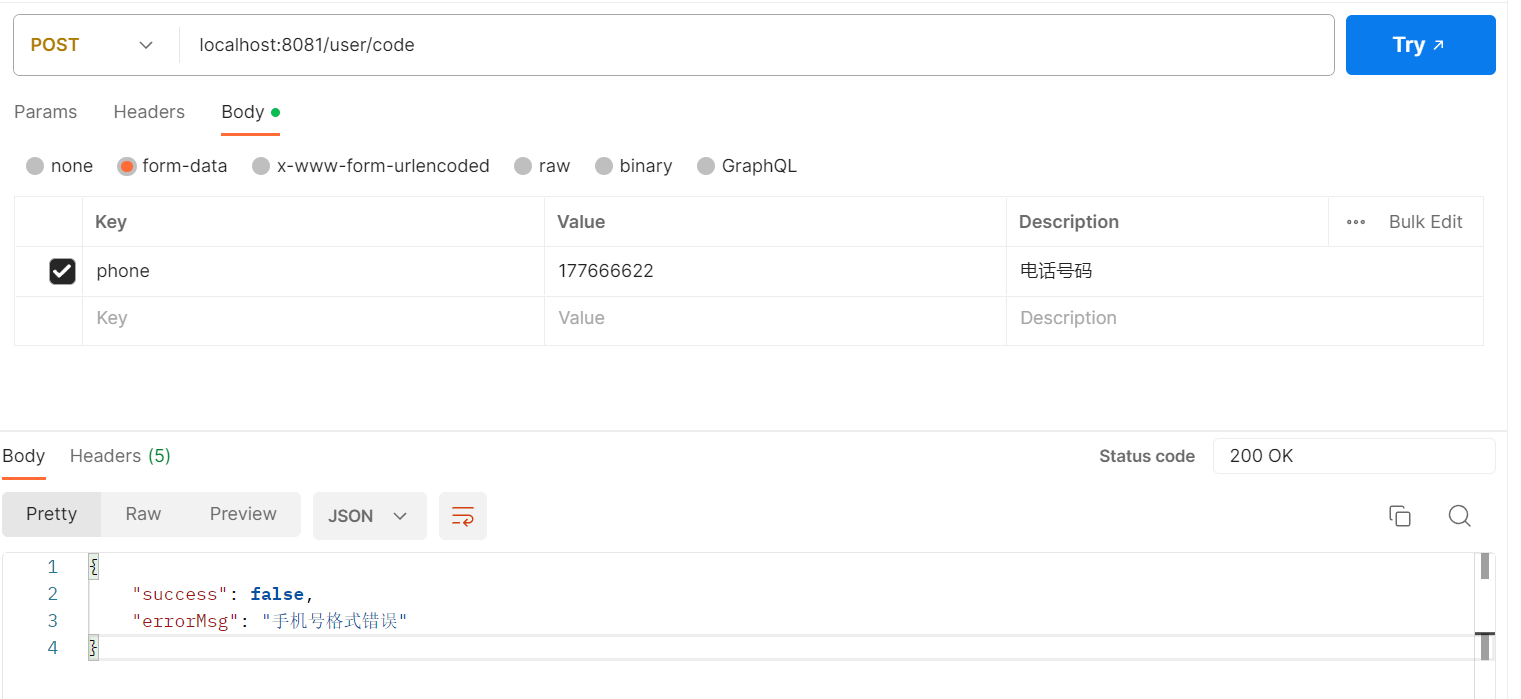 POST localhost:8081/user/code Try
Params Headers Body
none form-data x-www-form-urlencoded raw binary GraphQL
Key Value Description Bulk Edit
phone 177666622 电话号码
Key Value Description
Body Headers (5) Status code 200 OK
Pretty Raw Preview JSON
1 {
2 "success": false,
3 "errorMsg": "手机号格式错误"
4 }